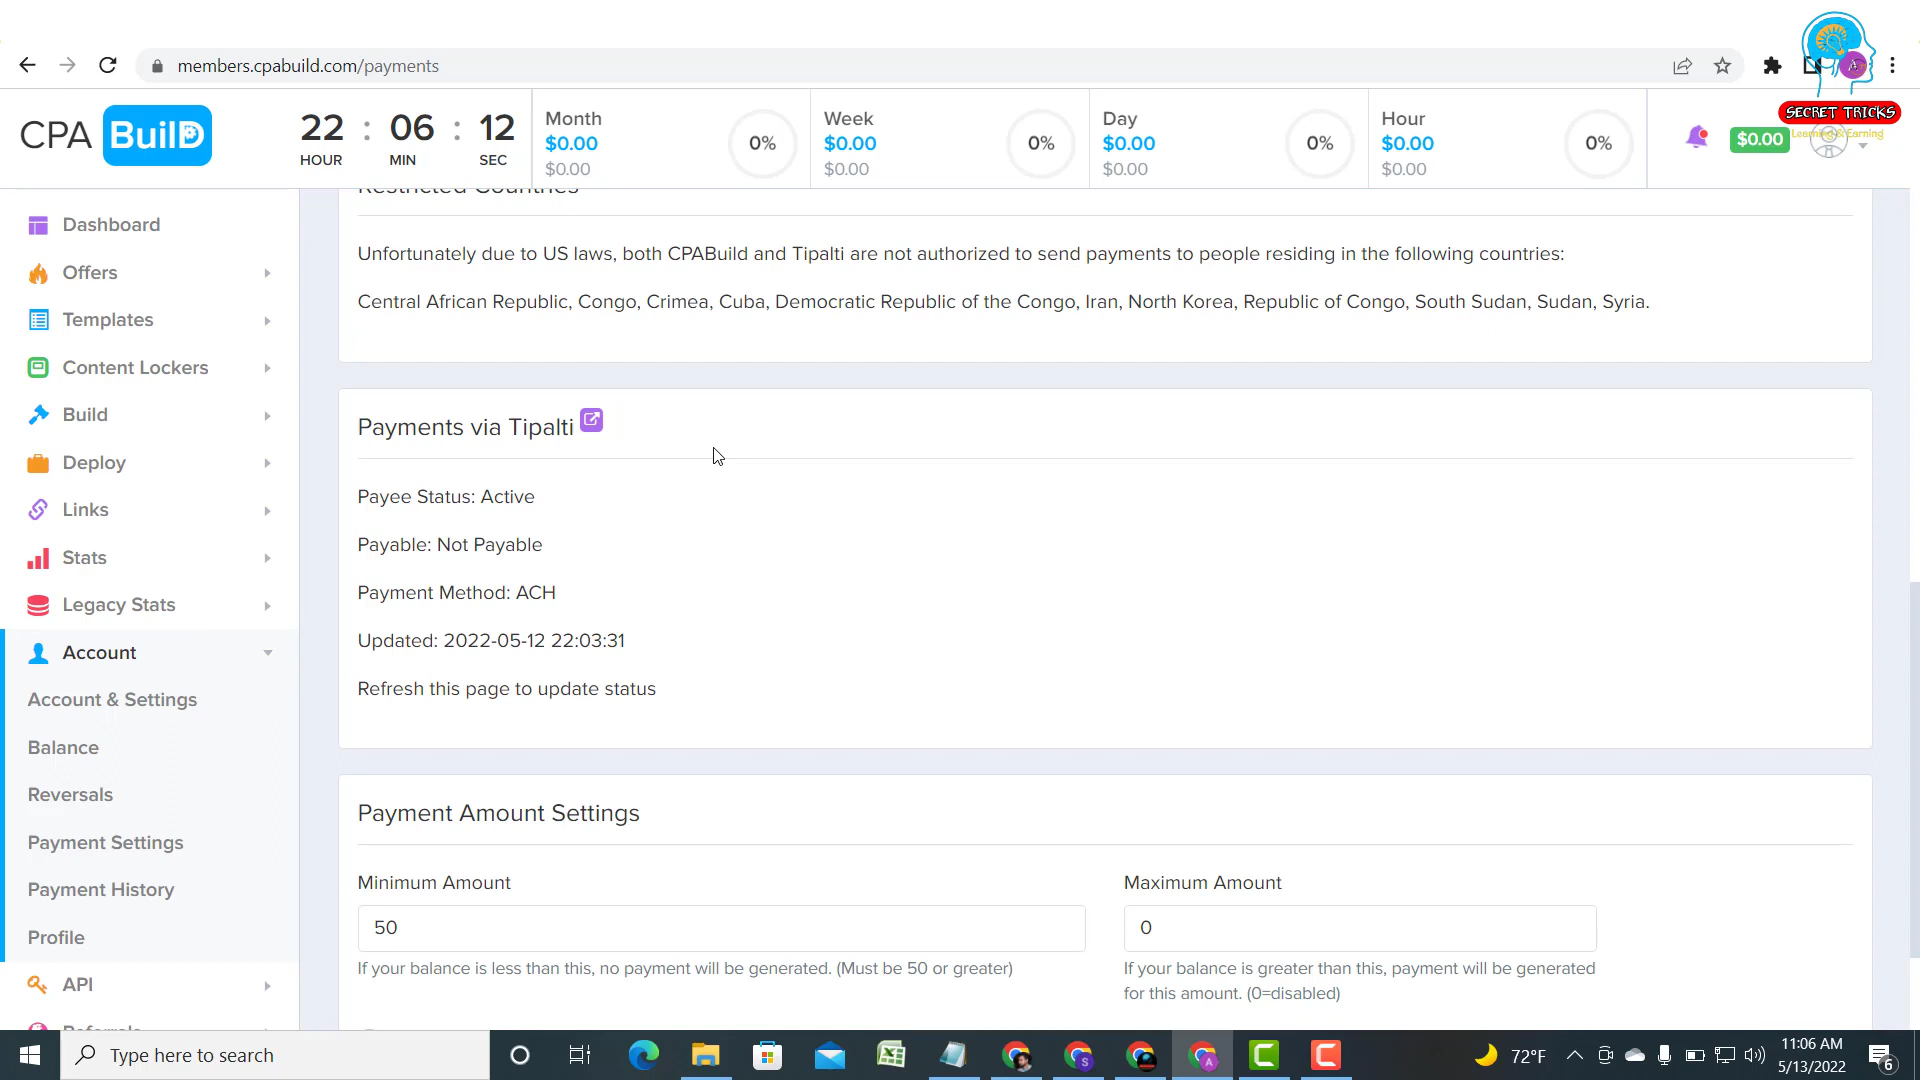 members.cpabuild.com/payments
SECRET TRICKS
Learning & Earning
CPA BuilD
22 : 06 : 12
HOUR MIN SEC
Month
$0.00
$0.00
0%
Week
$0.00
$0.00
0%
Day
$0.00
$0.00
0%
Hour
$0.00
$0.00
0%
$0.00
Dashboard
Offers
Templates
Content Lockers
Build
Deploy
Links
Stats
Legacy Stats
Account
Account & Settings
Balance
Reversals
Payment Settings
Payment History
Profile
API
Referrals
Restricted Countries
Unfortunately due to US laws, both CPABuild and Tipalti are not authorized to send payments to people residing in the following countries:
Central African Republic, Congo, Crimea, Cuba, Democratic Republic of the Congo, Iran, North Korea, Republic of Congo, South Sudan, Sudan, Syria.
Payments via Tipalti
Payee Status: Active
Payable: Not Payable
Payment Method: ACH
Updated: 2022-05-12 22:03:31
Refresh this page to update status
Payment Amount Settings
Minimum Amount
50
If your balance is less than this, no payment will be generated. (Must be 50 or greater)
Maximum Amount
0
If your balance is greater than this, payment will be generated
for this amount. (0=disabled)
Type here to search
72°F
11:06 AM
5/13/2022
6